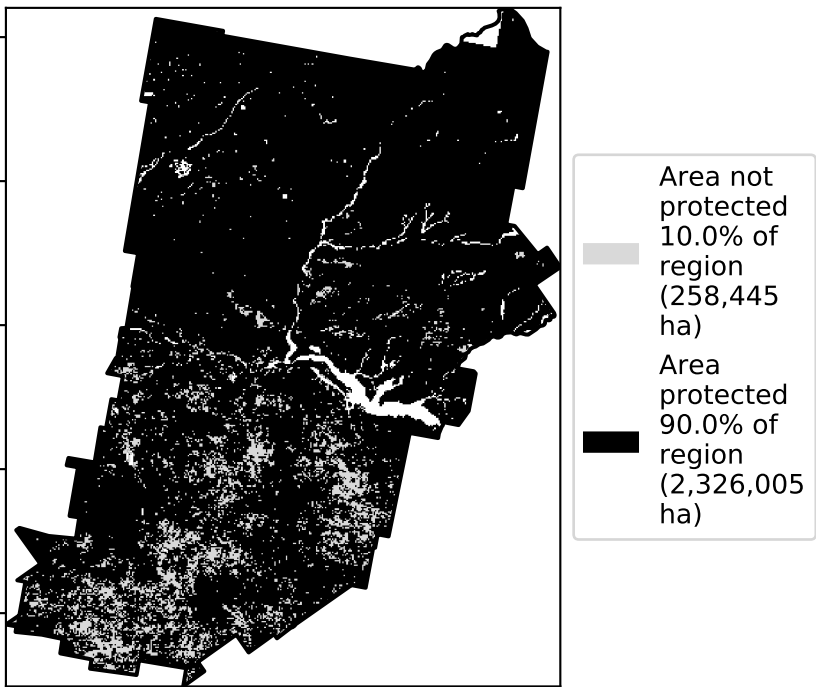 Area not
protected
10.0% of
region
(258,445
ha)
Area
protected
90.0% of
region
(2,326,005
ha)